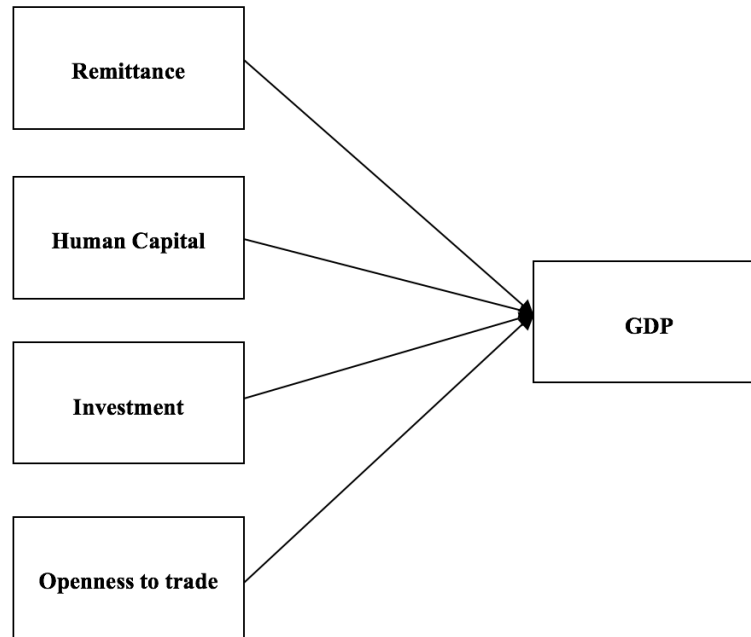 Remittance
Human Capital
GDP
Investment
Openness to trade